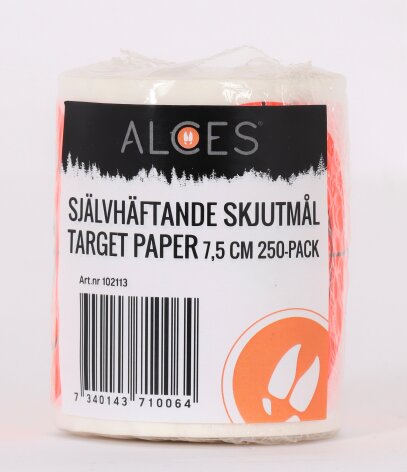 ALCES®
SJÄLVHÄFTANDE SKJUTMÅL
TARGET PAPER 7,5 CM 250-PACK
Art.nr 102113
7 340143 710064